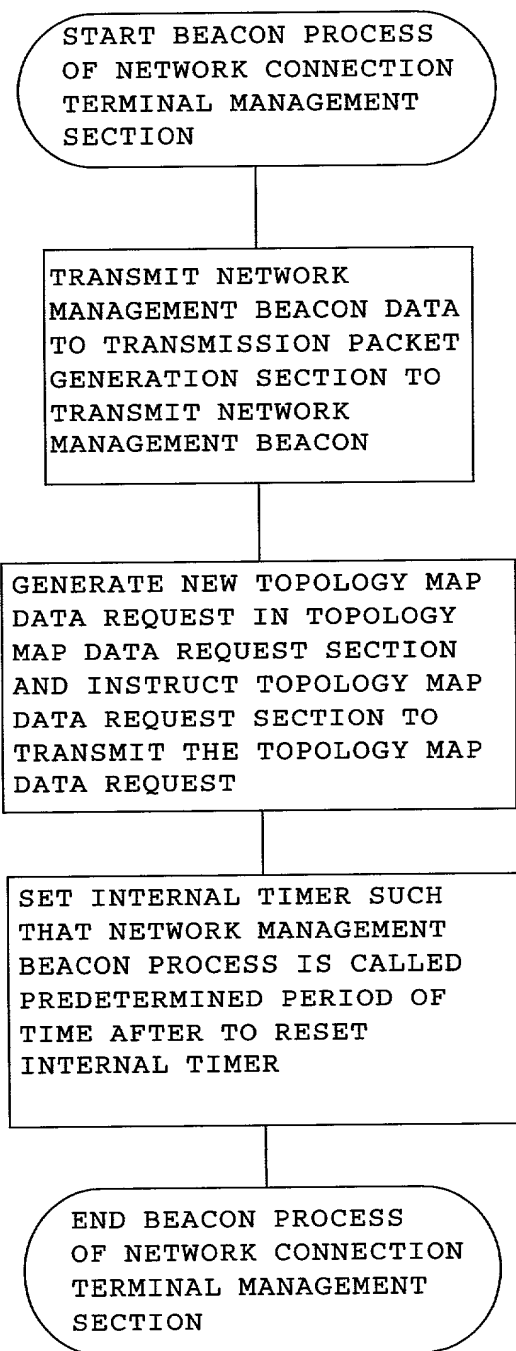 START BEACON PROCESS
OF NETWORK CONNECTION
TERMINAL MANAGEMENT
SECTION
TRANSMIT NETWORK
MANAGEMENT BEACON DATA
TO TRANSMISSION PACKET
GENERATION SECTION TO
TRANSMIT NETWORK
MANAGEMENT BEACON
GENERATE NEW TOPOLOGY MAP
DATA REQUEST IN TOPOLOGY
MAP DATA REQUEST SECTION
AND INSTRUCT TOPOLOGY MAP
DATA REQUEST SECTION TO
TRANSMIT THE TOPOLOGY MAP
DATA REQUEST
SET INTERNAL TIMER SUCH
THAT NETWORK MANAGEMENT
BEACON PROCESS IS CALLED
PREDETERMINED PERIOD OF
TIME AFTER TO RESET
INTERNAL TIMER
END BEACON PROCESS
OF NETWORK CONNECTION
TERMINAL MANAGEMENT
SECTION